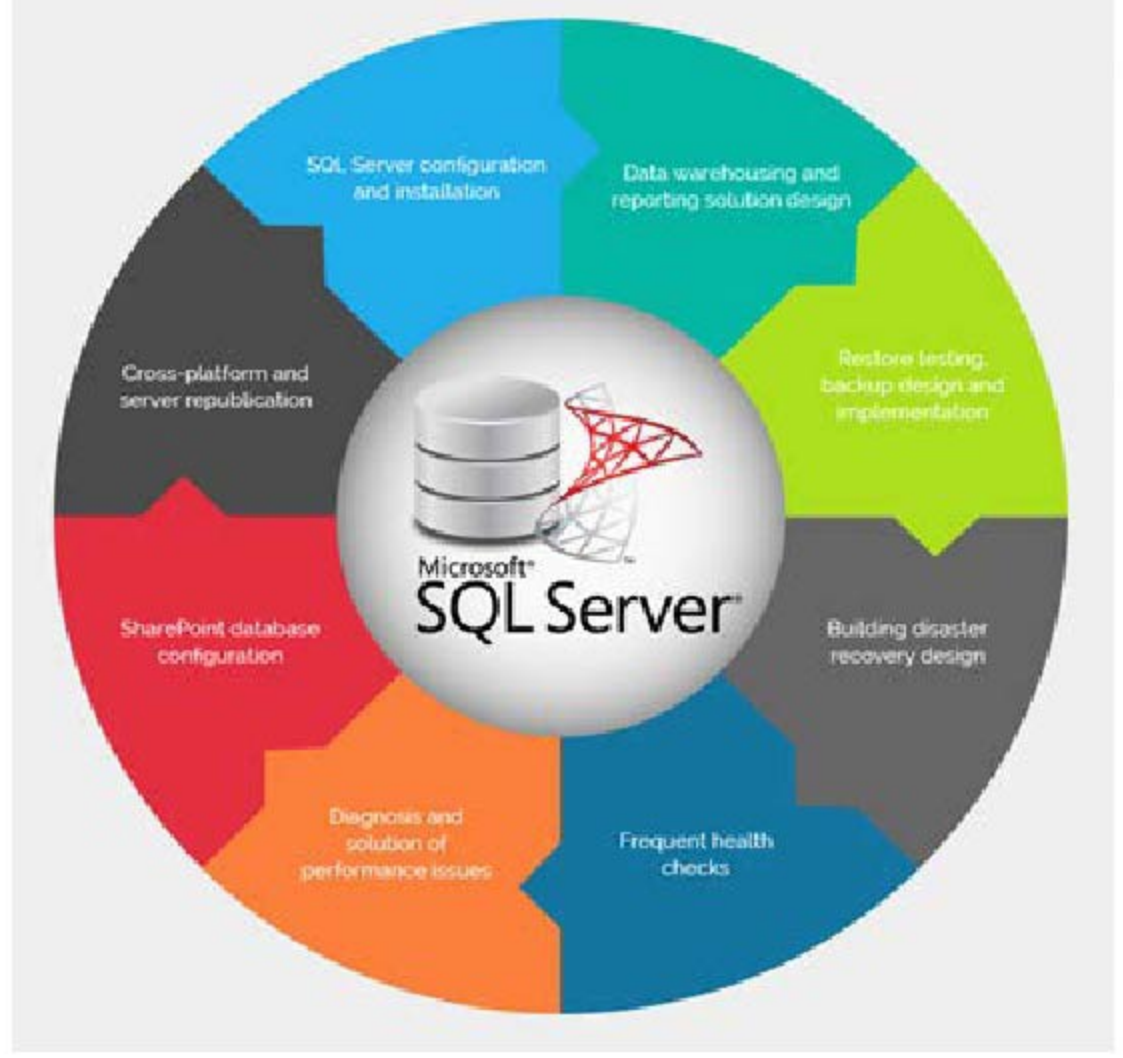 SQL Server configuration
and installation
Data warehousing and
reporting solution design
Restore testing,
backup design and
implementation
Building disaster
recovery design
Frequent health
checks
Diagnosis and
solution of
performance issues
SharePoint database
configuration
Cross-platform and
server republication
Microsoft®
SQL Server®
™